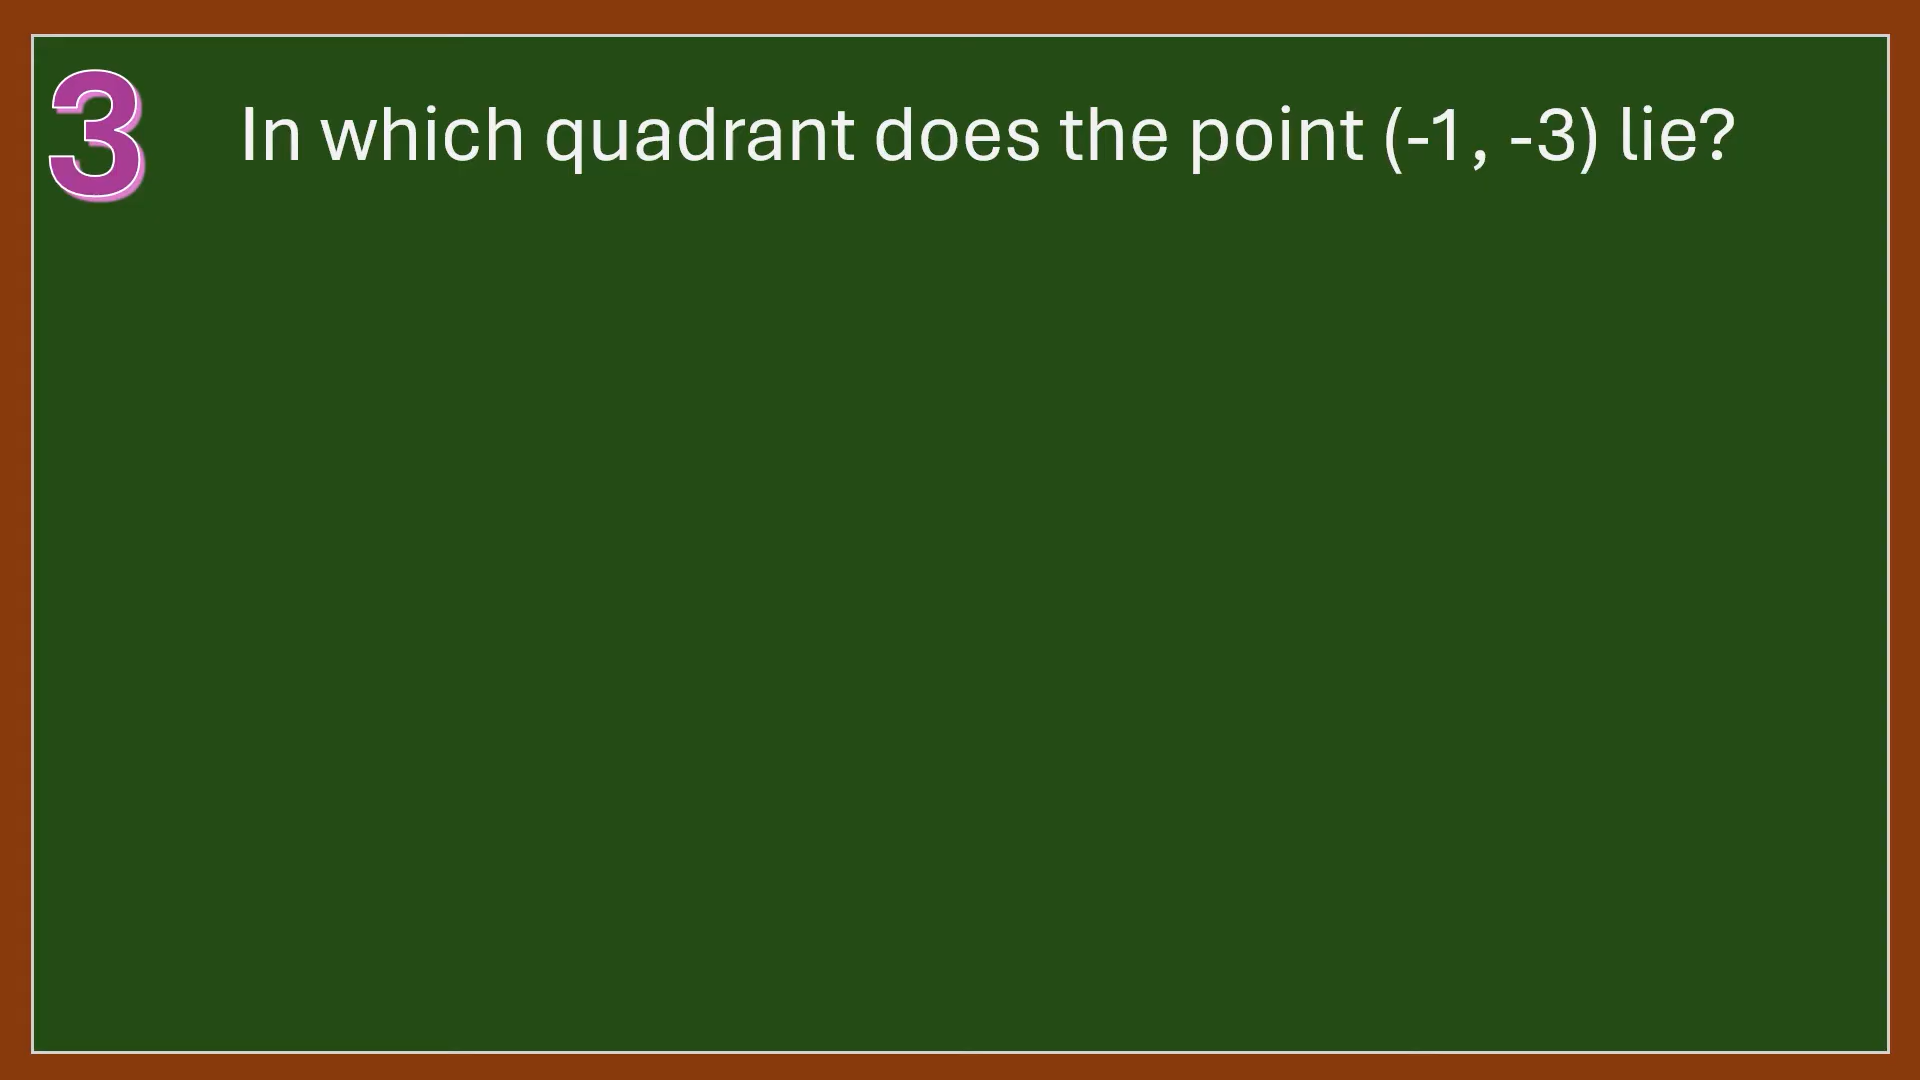 3 In which quadrant does the point (-1, -3) lie?